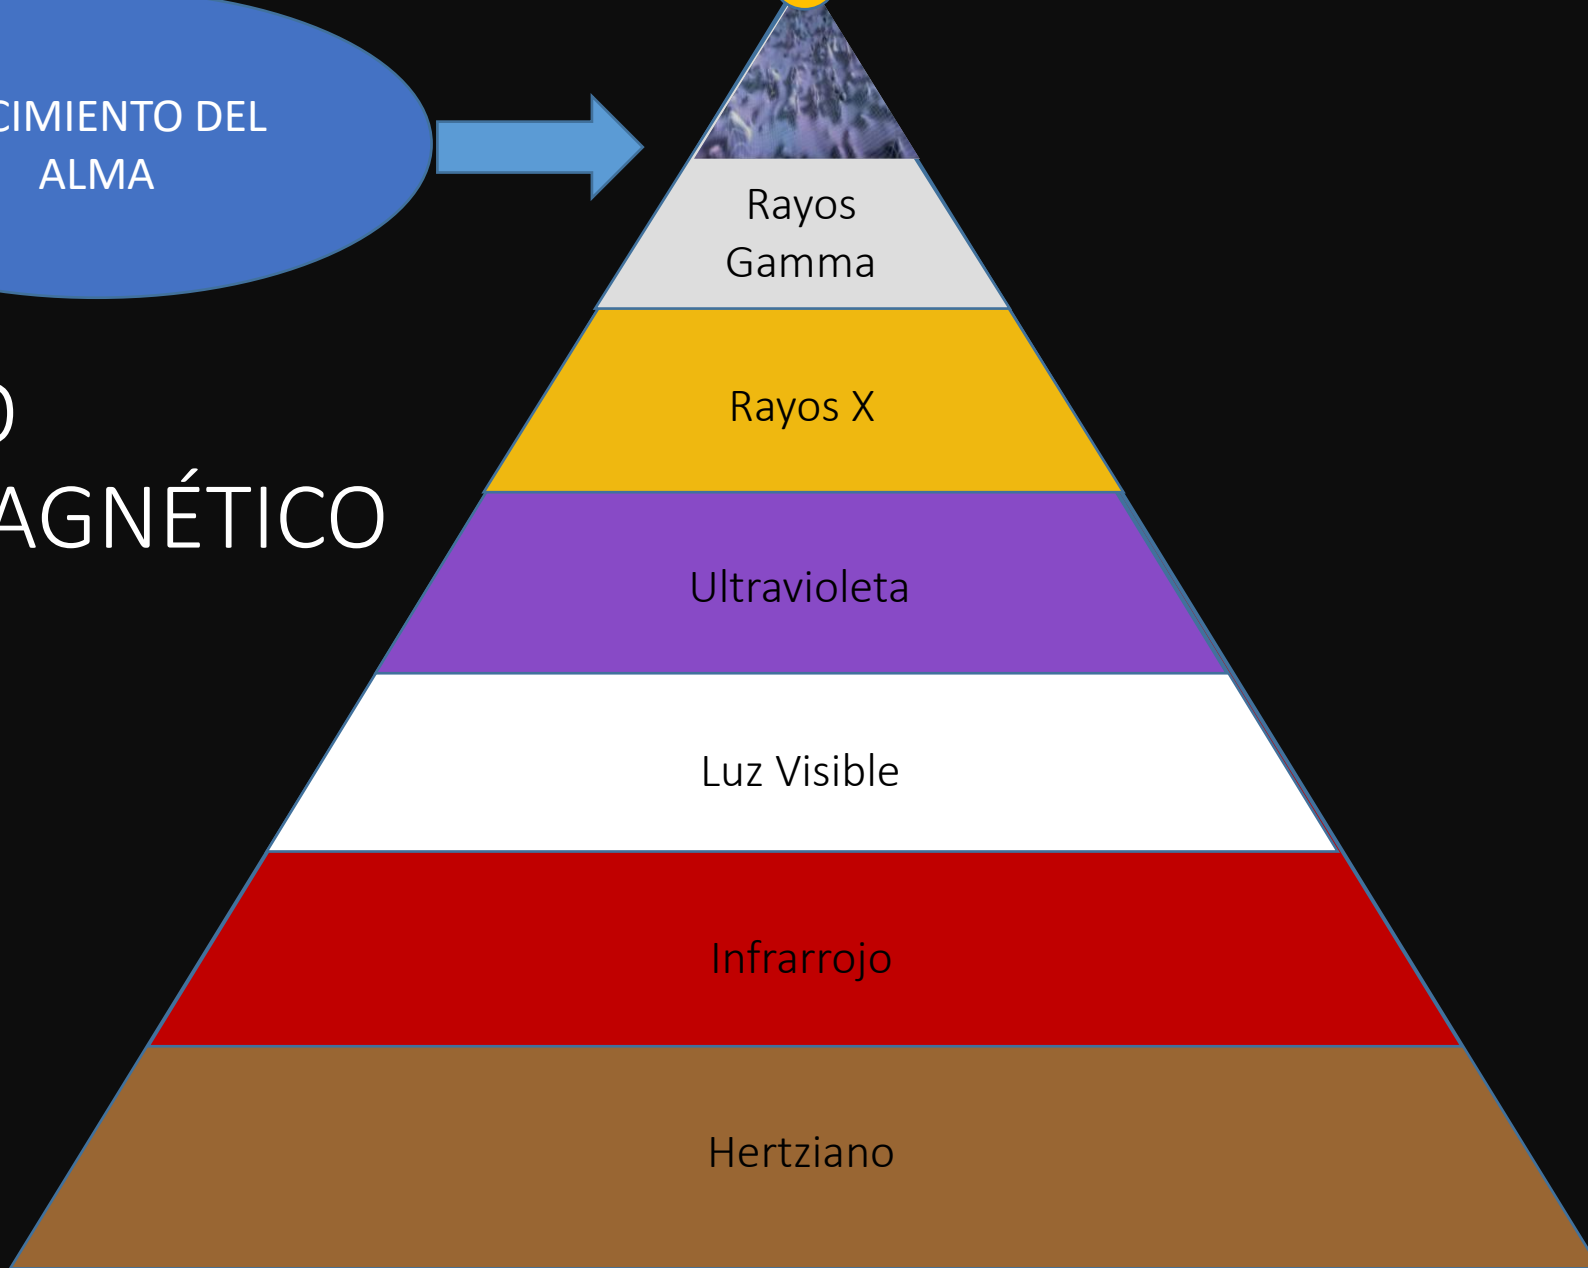 CIMIENTO DEL
ALMA
Rayos
Gamma
O
AGNÉTICO
Rayos X
Ultravioleta
Luz Visible
Infrarrojo
Hertziano